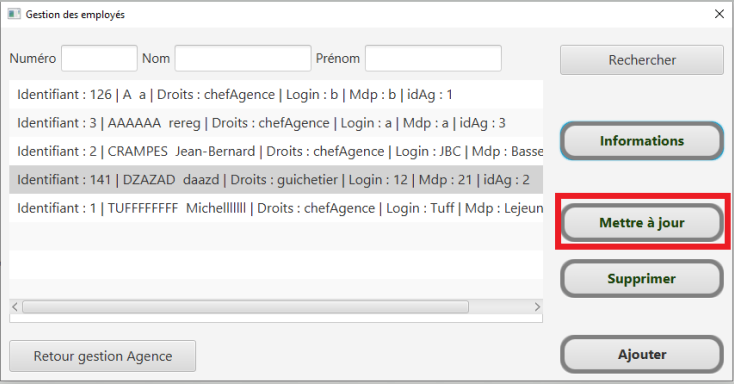 Gestion des employés
Numéro Nom Prénom Rechercher
Identifiant : 126 | A a | Droits : chefAgence | Login : b | Mdp : b | idAg : 1
Identifiant : 3 | AAAAAA rereg | Droits : chefAgence | Login : a | Mdp : a | idAg : 3
Informations
Identifiant : 2 | CRAMPES Jean-Bernard | Droits : chefAgence | Login : JBC | Mdp : Basse
Identifiant : 141 | DZAZAD daazd | Droits : guichetier | Login : 12 | Mdp : 21 | idAg : 2
Identifiant : 1 | TUFFFFFFFF Michelllllll | Droits : chefAgence | Login : Tuff | Mdp : Lejeun
Mettre à jour
Supprimer
Retour gestion Agence
Ajouter